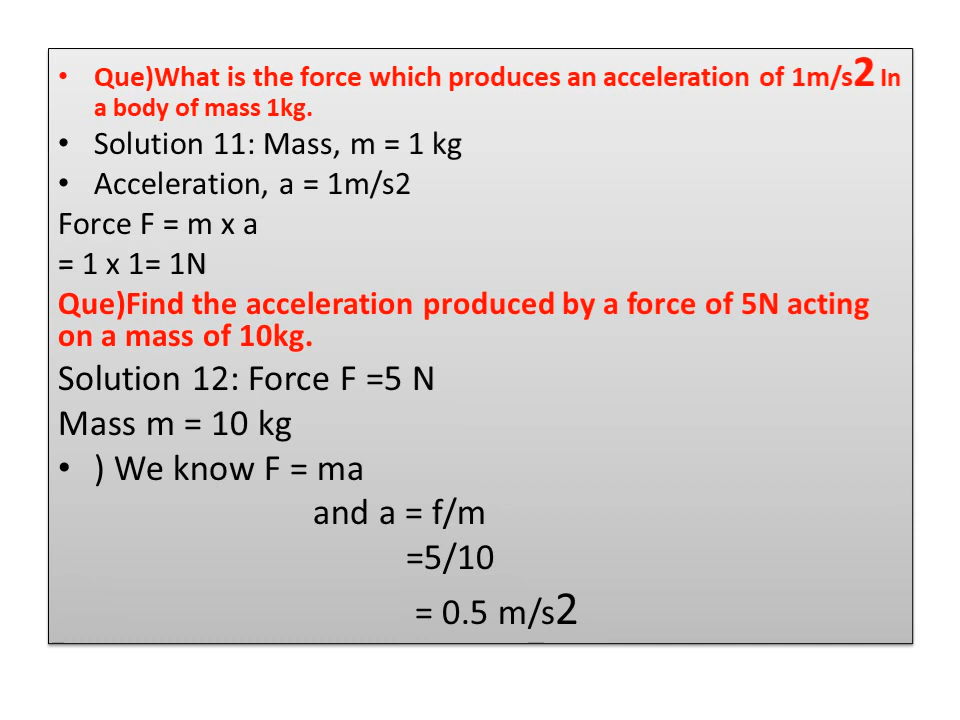 • Que)What is the force which produces an acceleration of 1m/s2 In
a body of mass 1kg.
• Solution 11: Mass, m = 1 kg
• Acceleration, a = 1m/s2
Force F = m x a
= 1 x 1= 1N
Que)Find the acceleration produced by a force of 5N acting
on a mass of 10kg.
Solution 12: Force F =5 N
Mass m = 10 kg
• ) We know F = ma
and a = f/m
=5/10
= 0.5 m/s2